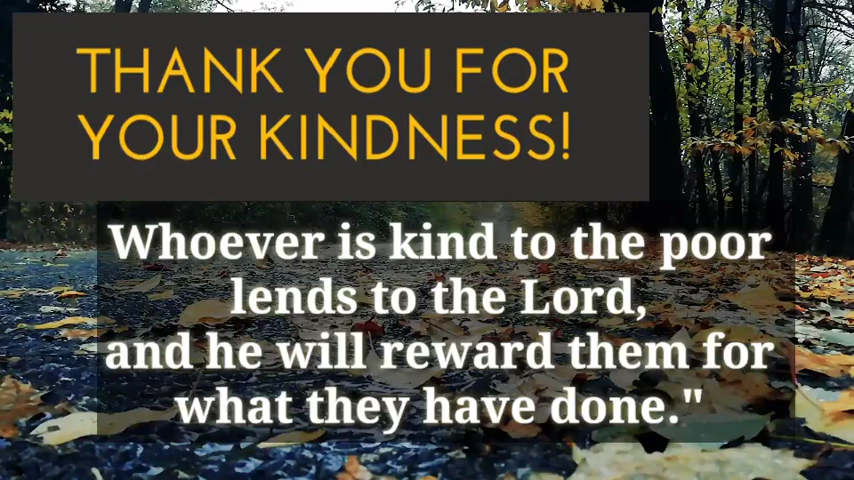 THANK YOU FOR
YOUR KINDNESS!
Whoever is kind to the poor
lends to the Lord,
and he will reward them for
what they have done."